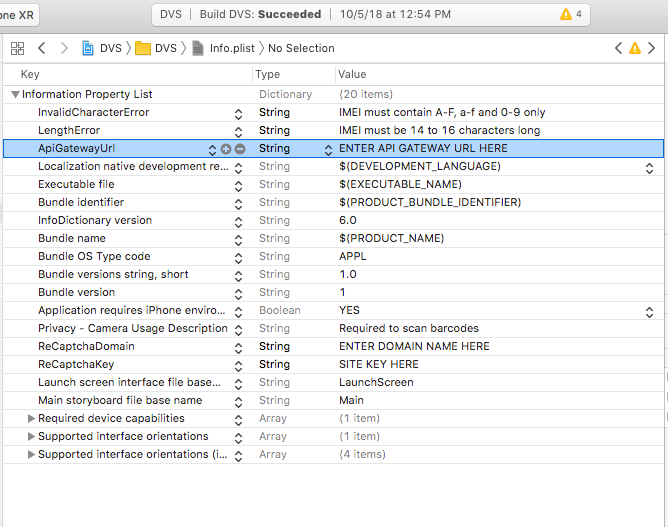 one XR DVS | Build DVS: Succeeded | 10/5/18 at 12:54 PM 4
DVS DVS Info.plist No Selection
Key Type Value
Information Property List Dictionary (20 items)
InvalidCharacterError String IMEI must contain A-F, a-f and 0-9 only
LengthError String IMEI must be 14 to 16 characters long
ApiGatewayUrl String ENTER API GATEWAY URL HERE
Localization native development re... String $(DEVELOPMENT_LANGUAGE)
Executable file String $(EXECUTABLE_NAME)
Bundle identifier String $(PRODUCT_BUNDLE_IDENTIFIER)
InfoDictionary version String 6.0
Bundle name String $(PRODUCT_NAME)
Bundle OS Type code String APPL
Bundle versions string, short String 1.0
Bundle version String 1
Application requires iPhone enviro... Boolean YES
Privacy - Camera Usage Description String Required to scan barcodes
ReCaptchaDomain String ENTER DOMAIN NAME HERE
ReCaptchaKey String SITE KEY HERE
Launch screen interface file base... String LaunchScreen
Main storyboard file base name String Main
Required device capabilities Array (1 item)
Supported interface orientations Array (1 item)
Supported interface orientations (i... Array (4 items)